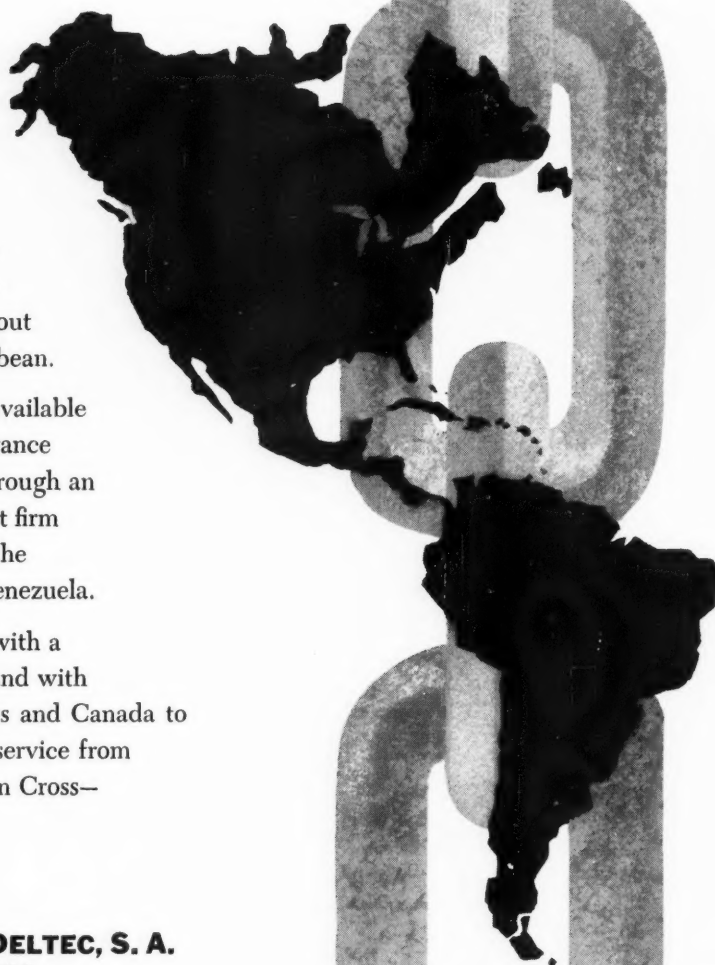 out
bean.
vailable
ance
rough an
t firm
he
enezuela.
with a
nd with
s and Canada to
service from
n Cross—
DELTEC, S. A.